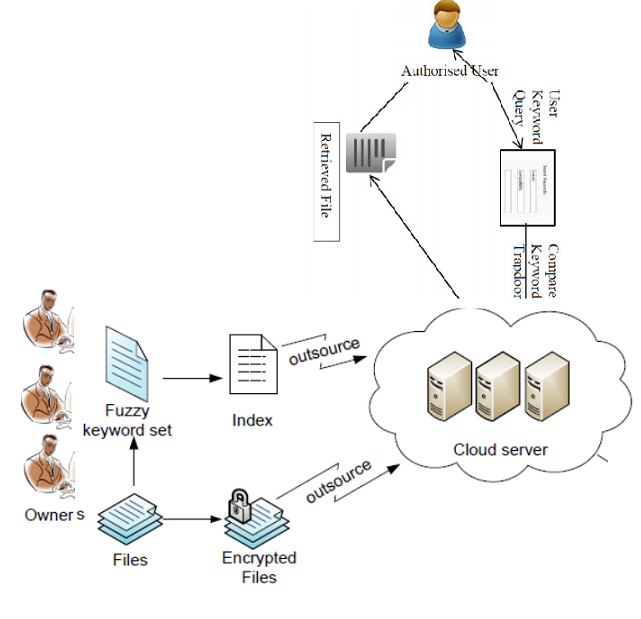 Authorised User
User
Keyword
Query
Retrieved File
Compare
Keyword
Trapdoor
outsource
Fuzzy
keyword set
Index
Cloud server
outsource
Owners
Files
Encrypted
Files